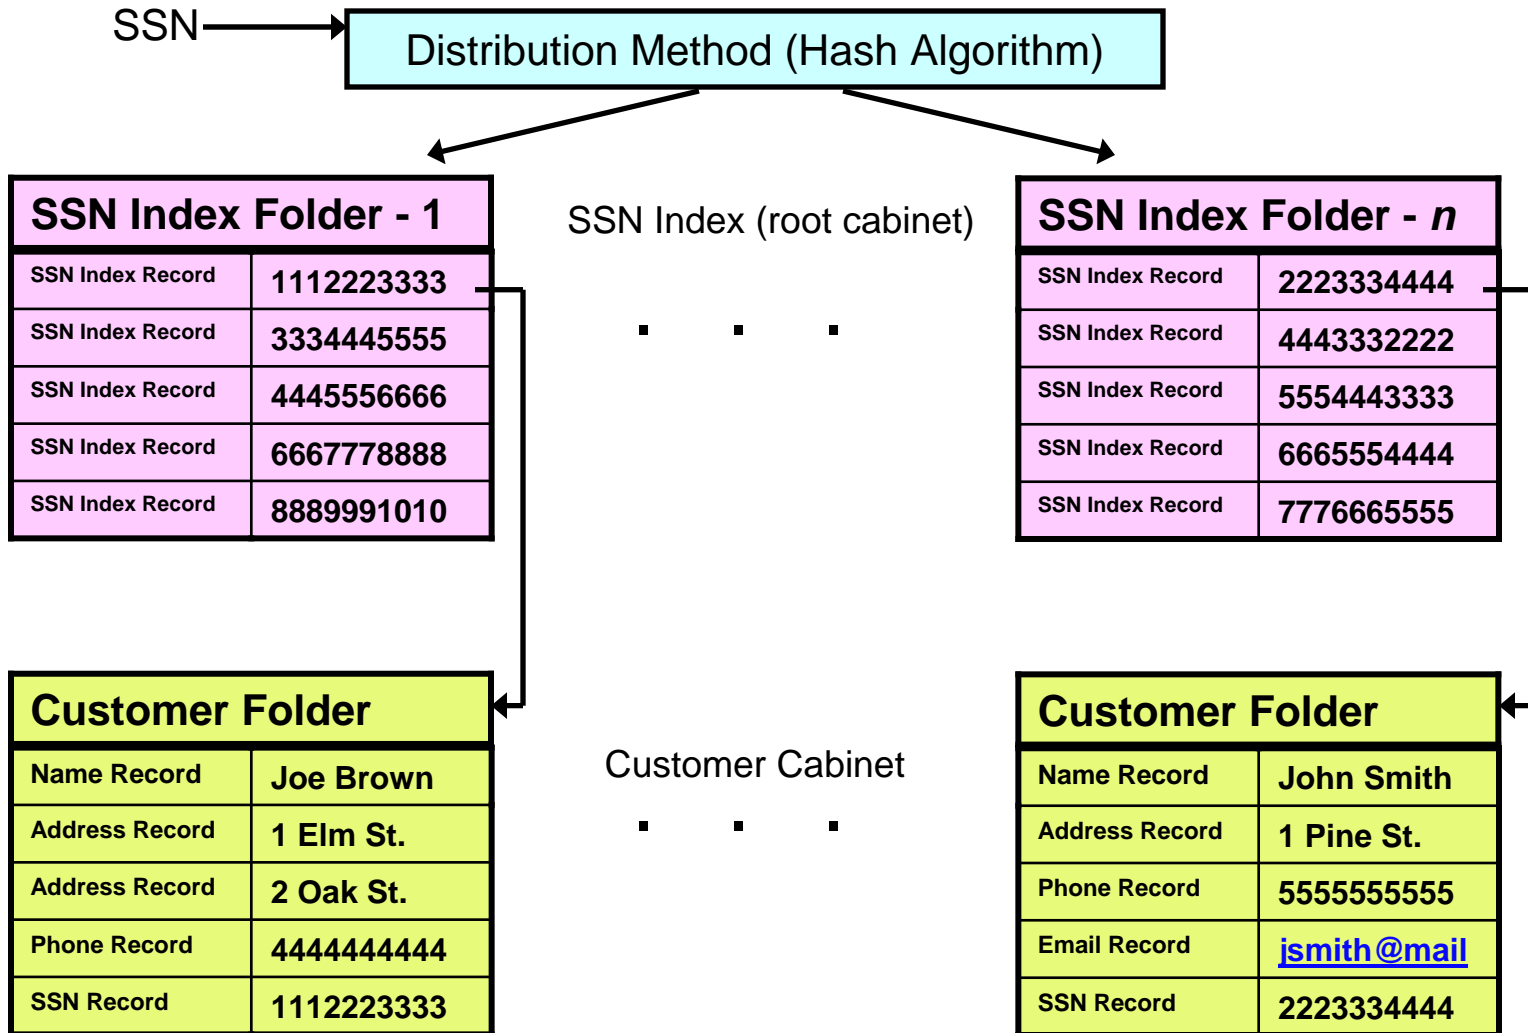 SSN
Distribution Method (Hash Algorithm)
SSN Index Folder - 1
SSN Index Record 1112223333
SSN Index Record 3334445555
SSN Index Record 4445556666
SSN Index Record 6667778888
SSN Index Record 8889991010
SSN Index (root cabinet)
. . .
SSN Index Folder - n
SSN Index Record 2223334444
SSN Index Record 4443332222
SSN Index Record 5554443333
SSN Index Record 6665554444
SSN Index Record 7776665555
Customer Folder
Name Record Joe Brown
Address Record 1 Elm St.
Address Record 2 Oak St.
Phone Record 4444444444
SSN Record 1112223333
Customer Cabinet
. . .
Customer Folder
Name Record John Smith
Address Record 1 Pine St.
Phone Record 5555555555
Email Record jsmith@mail
SSN Record 2223334444